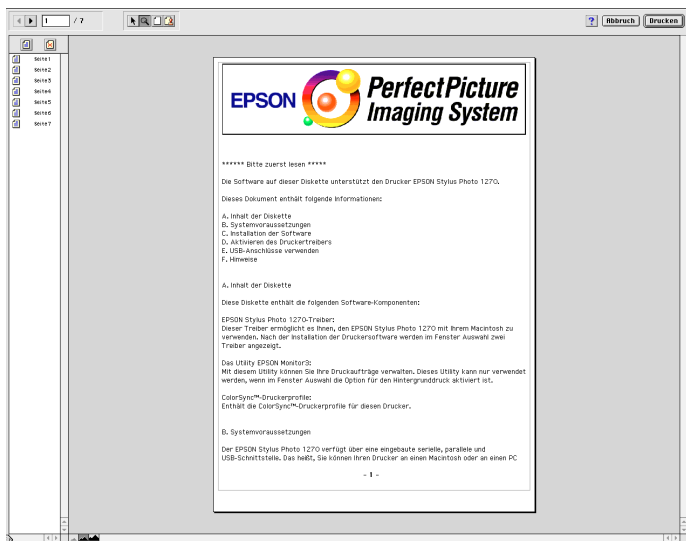 1 / 7
? Abbruch Drucken
Seite1
Seite2
Seite3
Seite4
Seite5
Seite6
Seite7
EPSON PerfectPicture
Imaging System
****** Bitte zuerst lesen *****
Die Software auf dieser Diskette unterstützt den Drucker EPSON Stylus Photo 1270.
Dieses Dokument enthält folgende Informationen:
A. Inhalt der Diskette
B. Systemvoraussetzungen
C. Installation der Software
D. Aktivieren des Druckertreibers
E. USB-Anschlüsse verwenden
F. Hinweise
A. Inhalt der Diskette
Diese Diskette enthält die folgenden Software-Komponenten:
EPSON Stylus Photo 1270-Treiber:
Dieser Treiber ermöglicht es Ihnen, den EPSON Stylus Photo 1270 mit Ihrem Macintosh zu
verwenden. Nach der Installation der Druckersoftware werden im Fenster Auswahl zwei
Treiber angezeigt.
Das Utility EPSON Monitor3:
Mit diesem Utility können Sie Ihre Druckaufträge verwalten. Dieses Utility kann nur verwendet
werden, wenn im Fenster Auswahl die Option für den Hintergrunddruck aktiviert ist.
ColorSync™-Druckerprofile:
Enthält die ColorSync™-Druckerprofile für diesen Drucker.
B. Systemvoraussetzungen
Der EPSON Stylus Photo 1270 verfügt über eine eingebaute serielle, parallele und
USB-Schnittstelle. Das heißt, Sie können Ihren Drucker an einen Macintosh oder an einen PC
- 1 -